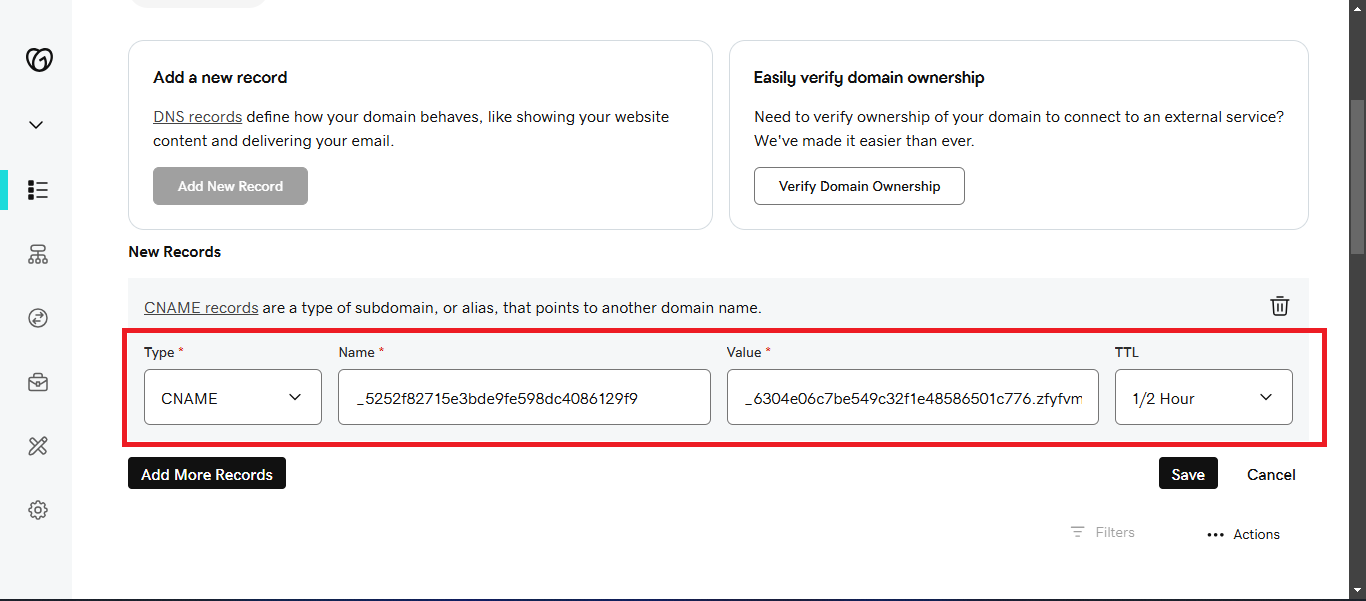 Add a new record
DNS records define how your domain behaves, like showing your website
content and delivering your email.
Add New Record
Easily verify domain ownership
Need to verify ownership of your domain to connect to an external service?
We've made it easier than ever.
Verify Domain Ownership
New Records
CNAME records are a type of subdomain, or alias, that points to another domain name.
Type *
Name *
Value *
TTL
CNAME
_5252f82715e3bde9fe598dc4086129f9
_6304e06c7be549c32f1e48586501c776.zfyfvm
1/2 Hour
Add More Records
Save
Cancel
Filters
Actions